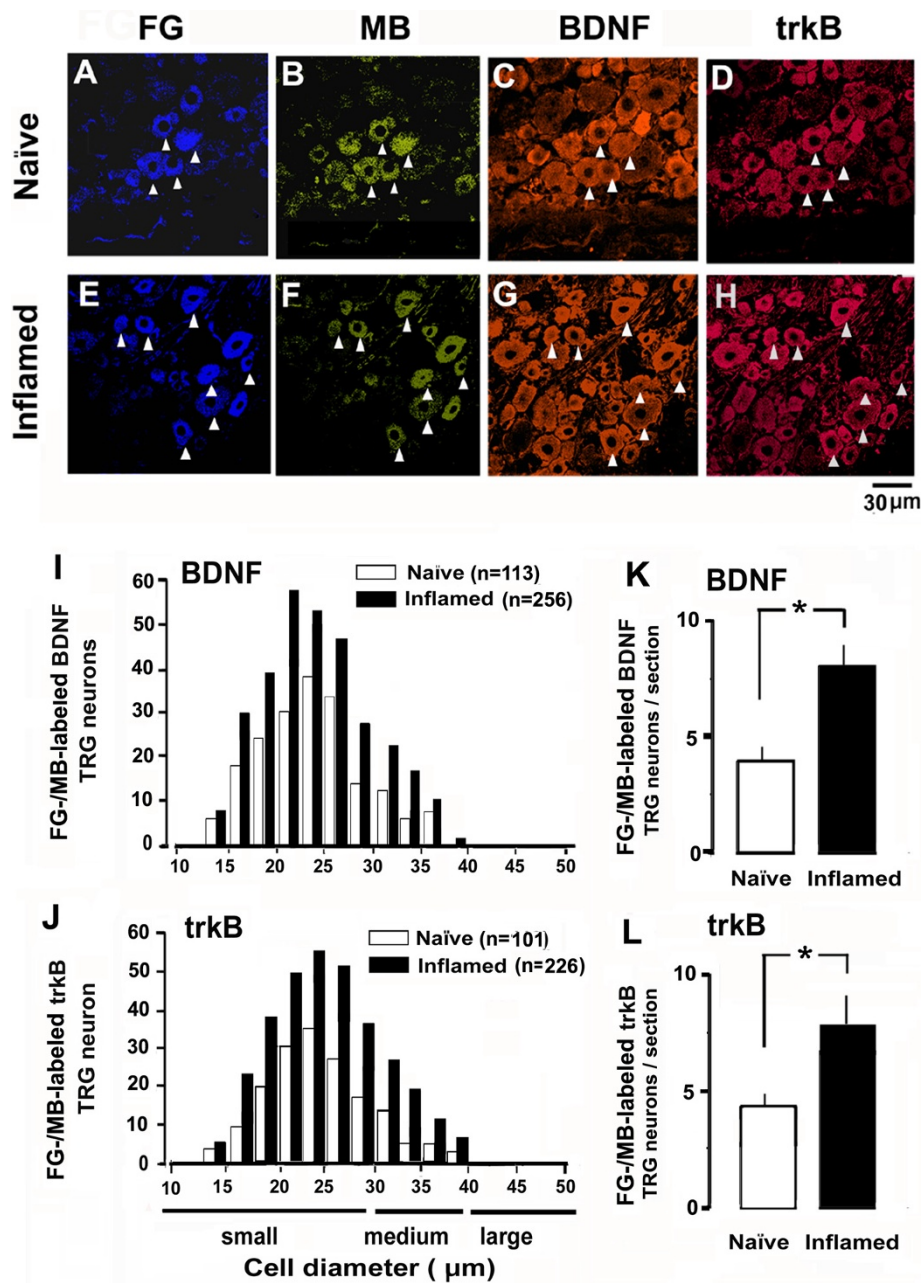 FG MB BDNF trkB
Naïve
A B C D
Inflamed
E F G H
30 µm
I BDNF
Naïve (n=113)
Inflamed (n=256)
FG-/MB-labeled BDNF
TRG neurons
60
50
40
30
20
10
0
10 15 20 25 30 35 40 45 50
K BDNF
FG-/MB-labeled BDNF
TRG neurons / section
10
*
5
0
Naïve Inflamed
J trkB
Naïve (n=101)
Inflamed (n=226)
FG-/MB-labeled trkB
TRG neuron
60
50
40
30
20
10
0
10 15 20 25 30 35 40 45 50
small medium large
Cell diameter ( µm)
L trkB
FG-/MB-labeled trkB
TRG neurons/section
10
*
5
0
Naïve Inflamed